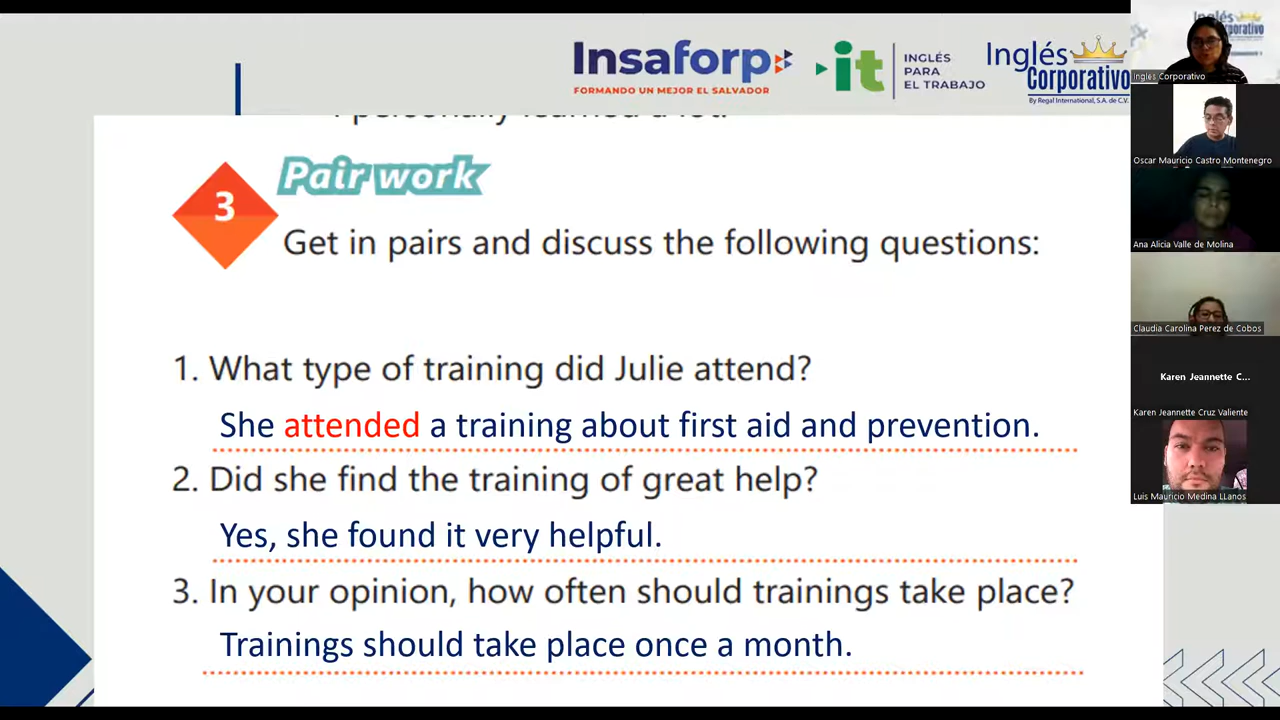 Insaforp
FORMANDO UN MEJOR EL SALVADOR
it
INGLÉS
PARA
EL TRABAJO
Inglés
Corporativo
By Regal International, S.A. de C.V.
I personally learned a lot.
3
Pair work
Get in pairs and discuss the following questions:
1. What type of training did Julie attend?
She attended a training about first aid and prevention.
2. Did she find the training of great help?
Yes, she found it very helpful.
3. In your opinion, how often should trainings take place?
Trainings should take place once a month.
Inglés Corporativo
Oscar Mauricio Castro Montenegro
Ana Alicia Valle de Molina
Claudia Carolina Perez de Cobos
Karen Jeannette C...
Karen Jeannette Cruz Valiente
Luis Mauricio Medina LLanos